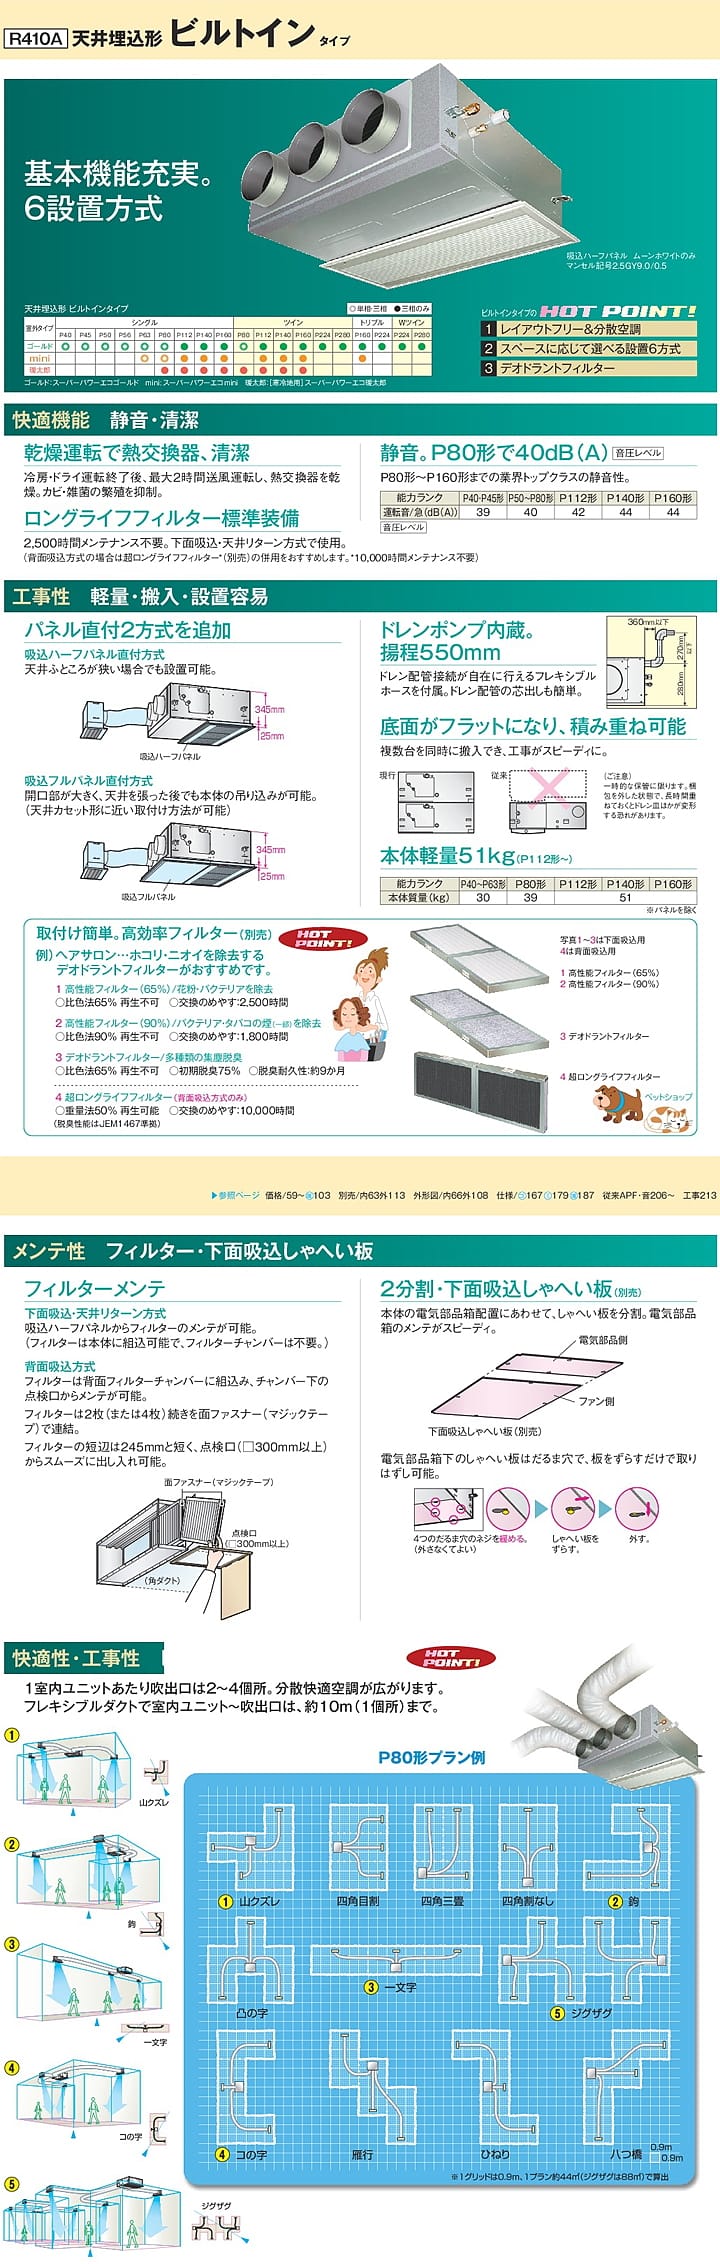 R410A 天井埋込形 ビルトイン タイプ
基本機能充実。
6設置方式
吸込ハーフパネル ムーンホワイトのみ
マンセル記号2.5GY9.0/0.5
天井埋込形 ビルトインタイプ
◎単相・三相 ●三相のみ
室外タイプ シングル ツイン トリプル Wツイン
P40 P45 P50 P56 P63 P80 P112 P140 P160 P80 P112 P140 P160 P224 P280 P160 P224 P224 P280
ゴールド ◎ ◎ ◎ ◎ ◎ ◎ ● ● ● ◎ ● ● ● ● ● ● ● ● ●
mini
暖太郎
ゴールド:スーパーパワーエコゴールド mini:スーパーパワーエコmini 暖太郎:[寒冷地用]スーパーパワーエコ暖太郎
ビルトインタイプの HOT POINT!
1 レイアウトフリー&分散空調
2 スペースに応じて選べる設置6方式
3 デオドラントフィルター
快適機能 静音・清潔
乾燥運転で熱交換器、清潔
冷房・ドライ運転終了後、最大2時間送風運転し、熱交換器を乾
燥。カビ・雑菌の繁殖を抑制。
ロングライフフィルター標準装備
2,500時間メンテナンス不要。下面吸込・天井リターン方式で使用。
(背面吸込方式の場合は超ロングライフフィルター*(別売)の併用をおすすめします。*10,000時間メンテナンス不要)
静音。P80形で40dB(A) 音圧レベル
P80形〜P160形までの業界トップクラスの静音性。
能力ランク P40・P45形 P50〜P80形 P112形 P140形 P160形
運転音/急(dB(A)) 39 40 42 44 44
音圧レベル
工事性 軽量・搬入・設置容易
パネル直付2方式を追加
吸込ハーフパネル直付方式
天井ふところが狭い場合でも設置可能。
345mm
25mm
吸込ハーフパネル
吸込フルパネル直付方式
開口部が大きく、天井を張った後でも本体の吊り込みが可能。
(天井カセット形に近い取付け方法が可能)
345mm
25mm
吸込フルパネル
ドレンポンプ内蔵。
揚程550mm
ドレン配管接続が自在に行えるフレキシブル
ホースを付属。ドレン配管の芯出しも簡単。
360mm以下
270mm以下
280mm
底面がフラットになり、積み重ね可能
複数台を同時に搬入でき、工事がスピーディに。
現行
従来
(ご注意)
一時的な保管に限ります。梱
包を外した状態で、長時間重
ねておくとドレン皿ほかが変形
する恐れがあります。
本体軽量51kg(P112形〜)
能力ランク P40〜P63形 P80形 P112形 P140形 P160形
本体質量(kg) 30 39 51
※パネルを除く
取付け簡単。高効率フィルター(別売)
HOT POINT!
例)ヘアサロン…ホコリ・ニオイを除去する
デオドラントフィルターがおすすめです。
1 高性能フィルター(65%)/花粉・バクテリアを除去
○比色法65% 再生不可 ○交換のめやす:2,500時間
2 高性能フィルター(90%)/バクテリア・タバコの煙(一部)を除去
○比色法90% 再生不可 ○交換のめやす:1,800時間
3 デオドラントフィルター/多種類の集塵脱臭
○比色法65% 再生不可 ○初期脱臭75% ○脱臭耐久性:約9か月
4 超ロングライフフィルター(背面吸込方式のみ)
○重量法50% 再生可能 ○交換のめやす:10,000時間
(脱臭性能はJEM1467準拠)
写真1〜3は下面吸込用
4は背面吸込用
1 高性能フィルター(65%)
2 高性能フィルター(90%)
3 デオドラントフィルター
4 超ロングライフフィルター
ペットショップ
▶参照ページ 価格/59〜 103 別売/内63外113 外形図/内66外108 仕様/ 167 179 187 従来APF・音206〜 工事213
メンテ性 フィルター・下面吸込しゃへい板
フィルターメンテ
下面吸込・天井リターン方式
吸込ハーフパネルからフィルターのメンテが可能。
(フィルターは本体に組込可能で、フィルターチャンバーは不要。)
背面吸込方式
フィルターは背面フィルターチャンバーに組込み、チャンバー下の
点検口からメンテが可能。
フィルターは2枚(または4枚)続きを面ファスナー(マジックテー
プ)で連結。
フィルターの短辺は245mmと短く、点検口(□300mm以上)
からスムーズに出し入れ可能。
面ファスナー(マジックテープ)
点検口
(□300mm以上)
(角ダクト)
2分割・下面吸込しゃへい板(別売)
本体の電気部品箱配置にあわせて、しゃへい板を分割。電気部品
箱のメンテがスピーディ。
電気部品側
ファン側
下面吸込しゃへい板(別売)
電気部品箱下のしゃへい板はだるま穴で、板をずらすだけで取り
はずし可能。
4つのだるま穴のネジを緩める。
(外さなくてよい)
しゃへい板を
ずらす。
外す。
快適性・工事性
HOT POINT!
1室内ユニットあたり吹出口は2〜4個所。分散快適空調が広がります。
フレキシブルダクトで室内ユニット〜吹出口は、約10m(1個所)まで。
1
山クズレ
2
鈎
3
一文字
4
コの字
5
ジグザグ
P80形プラン例
1 山クズレ
四角目割
四角三畳
四角割なし
2 鈎
凸の字
3 一文字
5 ジグザグ
4 コの字
雁行
ひねり
八つ橋
0.9m
0.9m
※1グリッドは0.9m、1プラン約44㎡(ジグザグは88㎡)で算出